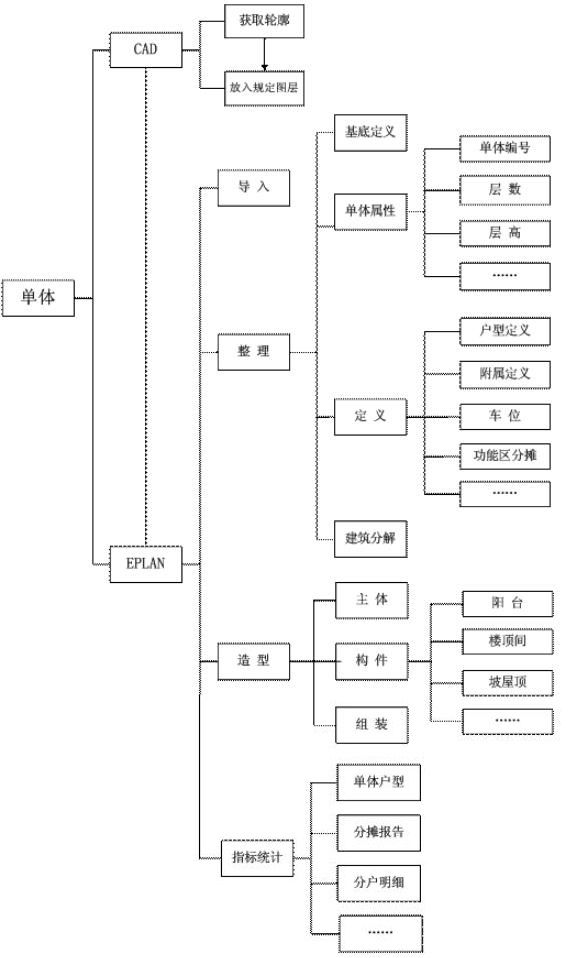 获取轮廓
CAD
放入规定图层
基底定义
单体编号
导 入
层 数
单体属性
层 高
……
单体
户型定义
整 理
附属定义
定 义
车 位
功能区分摊
……
建筑分解
EPLAN
主 体
阳 台
楼顶间
造 型
构 件
坡屋顶
……
组 装
单体户型
分摊报告
指标统计
分户明细
……